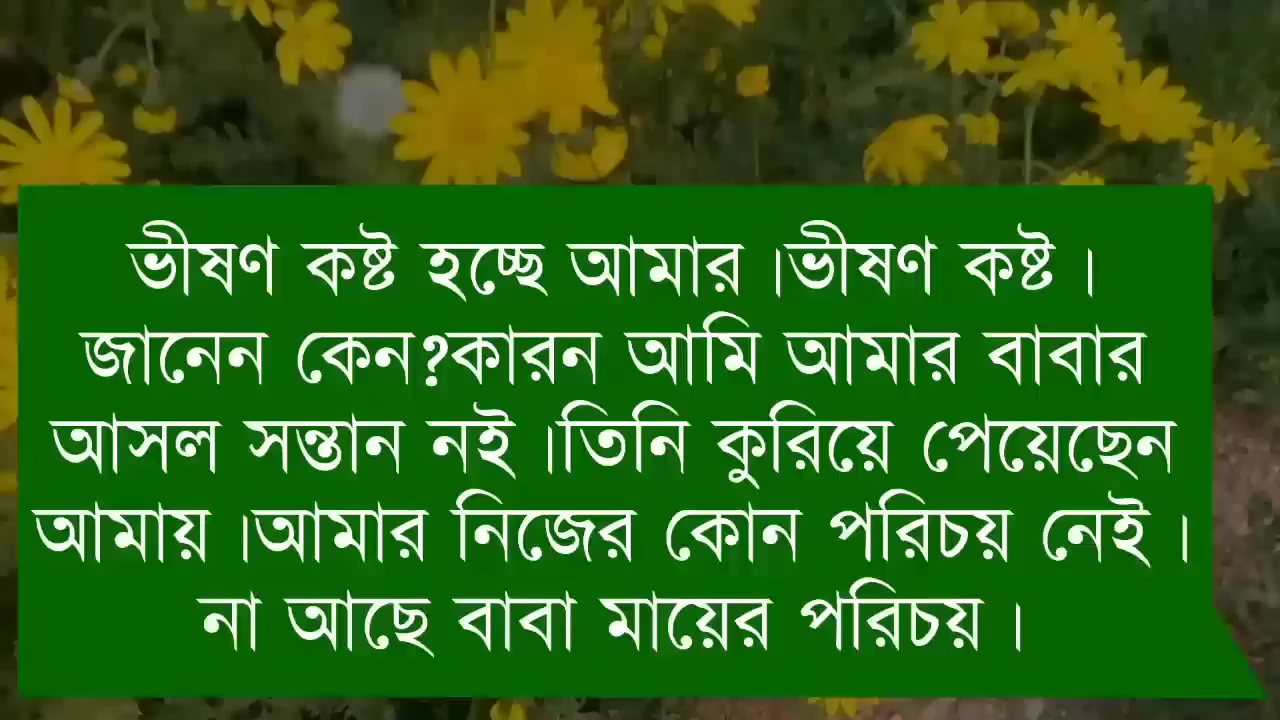 ভীষণ কষ্ট হচ্ছে আমার ।ভীষণ কষ্ট ।
জানেন কেন?কারন আমি আমার বাবার
আসল সন্তান নই ।তিনি কুরিয়ে পেয়েছেন
আমায় ।আমার নিজের কোন পরিচয় নেই ।
না আছে বাবা মায়ের পরিচয় ।